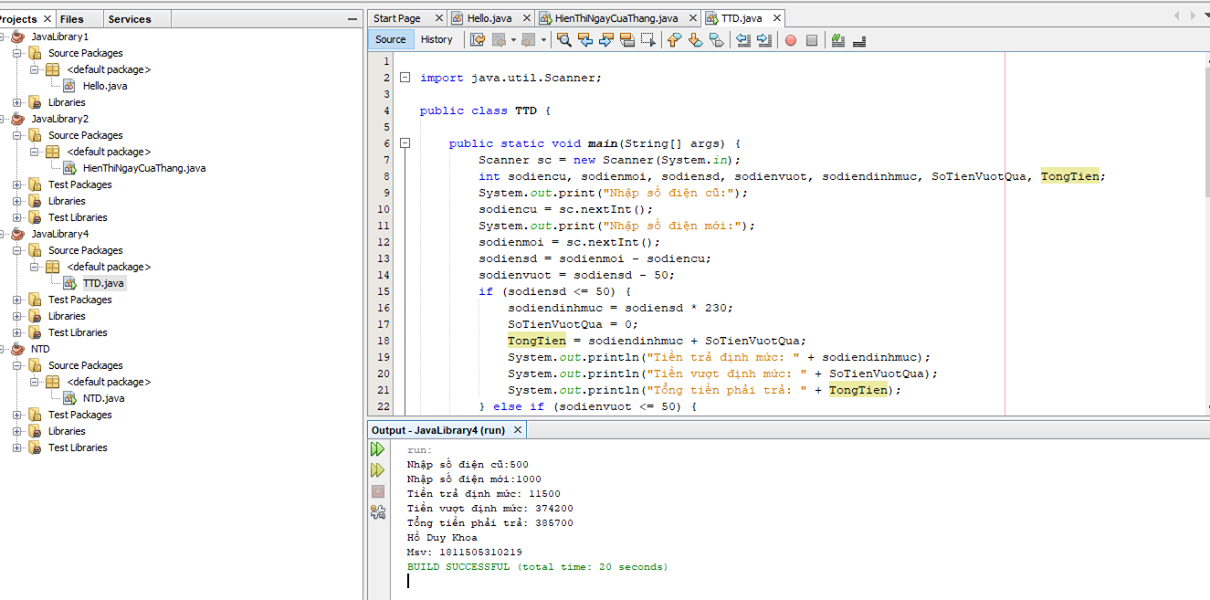 Projects Files Services
JavaLibrary1
Source Packages
<default package>
Hello.java
Libraries
JavaLibrary2
Source Packages
<default package>
HienThiNgayCuaThang.java
Test Packages
Libraries
Test Libraries
JavaLibrary4
Source Packages
<default package>
TTD.java
Test Packages
Libraries
Test Libraries
NTD
Source Packages
<default package>
NTD.java
Test Packages
Libraries
Test Libraries
Start Page Hello.java HienThiNgayCuaThang.java TTD.java
Source History
1
2 import java.util.Scanner;
3
4 public class TTD {
5
6 public static void main(String[] args) {
7 Scanner sc = new Scanner(System.in);
8 int sodiencu, sodienmoi, sodiensd, sodienvuot, sodiendinhmuc, SoTienVuotQua, TongTien;
9 System.out.print("Nhập số điện cũ:");
10 sodiencu = sc.nextInt();
11 System.out.print("Nhập số điện mới:");
12 sodienmoi = sc.nextInt();
13 sodiensd = sodienmoi - sodiencu;
14 sodienvuot = sodiensd - 50;
15 if (sodiensd <= 50) {
16 sodiendinhmuc = sodiensd * 230;
17 SoTienVuotQua = 0;
18 TongTien = sodiendinhmuc + SoTienVuotQua;
19 System.out.println("Tiền trả định mức: " + sodiendinhmuc);
20 System.out.println("Tiền vượt định mức: " + SoTienVuotQua);
21 System.out.println("Tổng tiền phải trả: " + TongTien);
22 } else if (sodienvuot <= 50) {
Output - JavaLibrary4 (run)
run:
Nhập số điện cũ:500
Nhập số điện mới:1000
Tiền trả định mức: 11500
Tiền vượt định mức: 374200
Tổng tiền phải trả: 385700
Hồ Duy Khoa
Msv: 1811505310219
BUILD SUCCESSFUL (total time: 20 seconds)